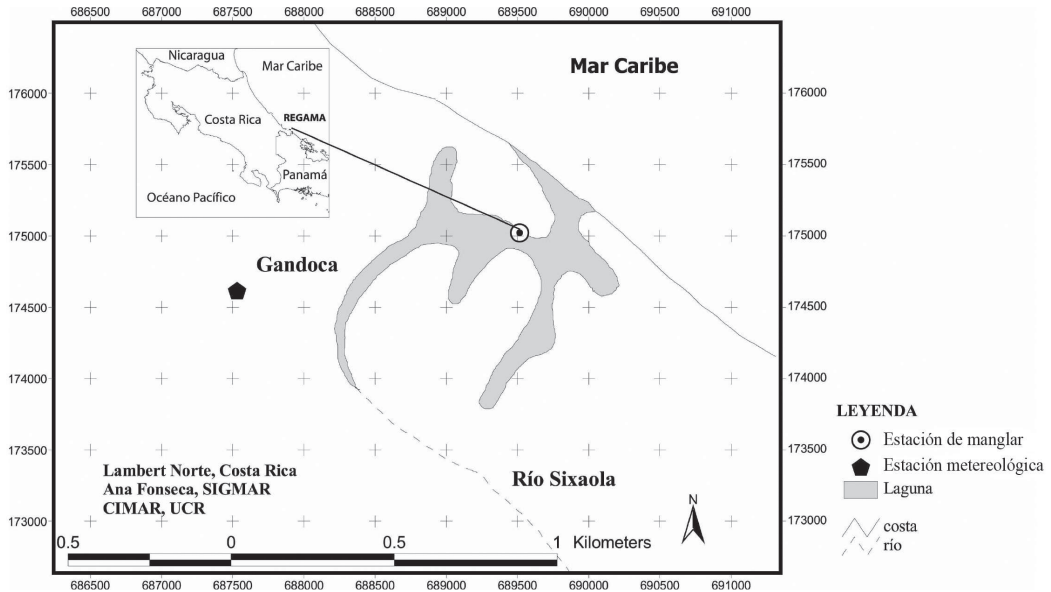 686500 687000 687500 688000 688500 689000 689500 690000 690500 691000
Nicaragua
Mar Caribe
Costa Rica
REGAMA
Panamá
Océano Pacífico
Mar Caribe
176000 176000
175500 175500
175000 175000
Gandoca
174500 174500
174000 174000
173500 173500
173000 173000
Río Sixaola
Lambert Norte, Costa Rica
Ana Fonseca, SIGMAR
CIMAR, UCR
N
0.5 0 0.5 1 Kilometers
686500 687000 687500 688000 688500 689000 689500 690000 690500 691000
LEYENDA
Estación de manglar
Estación metereológica
Laguna
costa
río